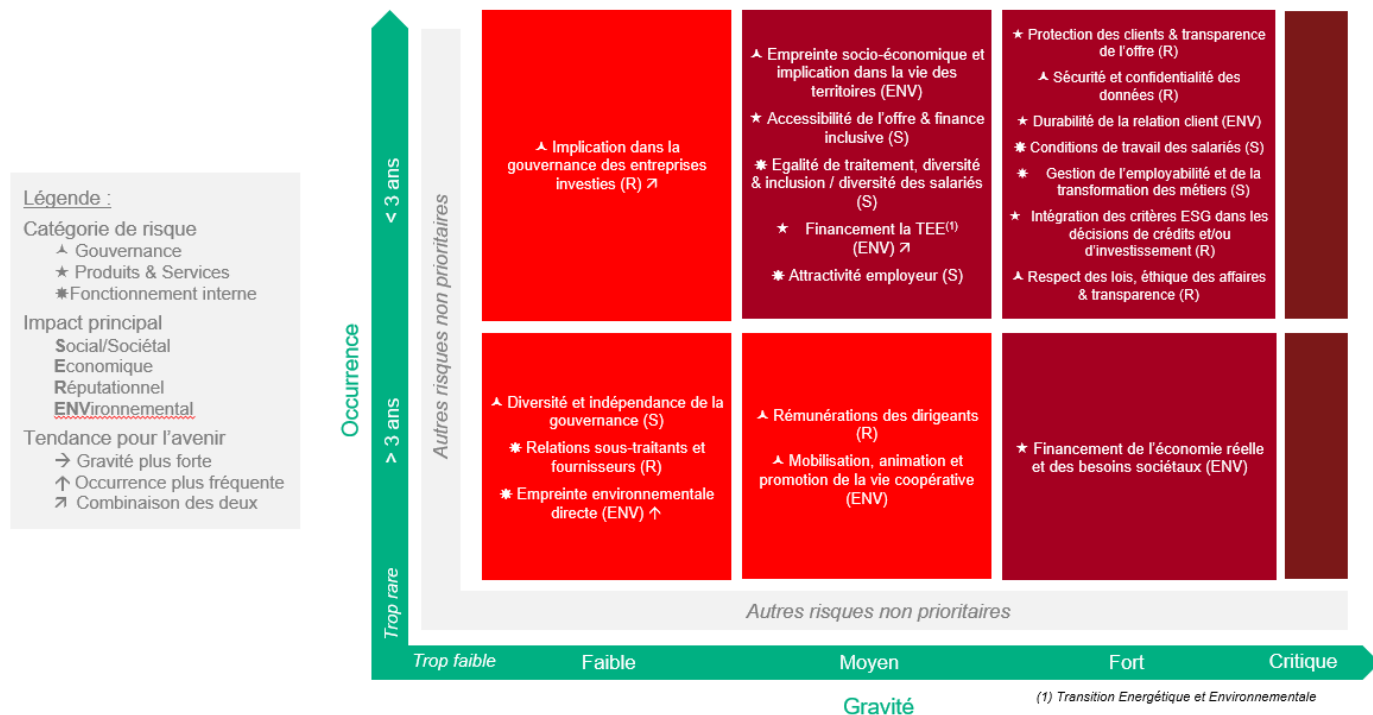 Légende :
Catégorie de risque
Gouvernance
★ Produits & Services
Fonctionnement interne
Impact principal
Social/Sociétal
Economique
Réputationnel
ENVironnemental
Tendance pour l'avenir
→ Gravité plus forte
↑ Occurrence plus fréquente
↗ Combinaison des deux
Occurrence
< 3 ans
> 3 ans
Trop rare
Autres risques non prioritaires
Implication dans la
gouvernance des entreprises
investies (R) ↗
Empreinte socio-économique et
implication dans la vie des
territoires (ENV)
★ Accessibilité de l'offre & finance
inclusive (S)
Egalité de traitement, diversité
& inclusion / diversité des salariés
(S)
★ Financement la TEE(1)
(ENV) ↗
Attractivité employeur (S)
★ Protection des clients & transparence
de l'offre (R)
Sécurité et confidentialité des
données (R)
★ Durabilité de la relation client (ENV)
Conditions de travail des salariés (S)
Gestion de l'employabilité et de la
transformation des métiers (S)
★ Intégration des critères ESG dans les
décisions de crédits et/ou
d'investissement (R)
Respect des lois, éthique des affaires
& transparence (R)
Diversité et indépendance de la
gouvernance (S)
Relations sous-traitants et
fournisseurs (R)
Empreinte environnementale
directe (ENV) ↑
Rémunérations des dirigeants
(R)
Mobilisation, animation et
promotion de la vie coopérative
(ENV)
★ Financement de l'économie réelle
et des besoins sociétaux (ENV)
Autres risques non prioritaires
Trop faible
Faible
Moyen
Fort
Critique
Gravité
(1) Transition Energétique et Environnementale